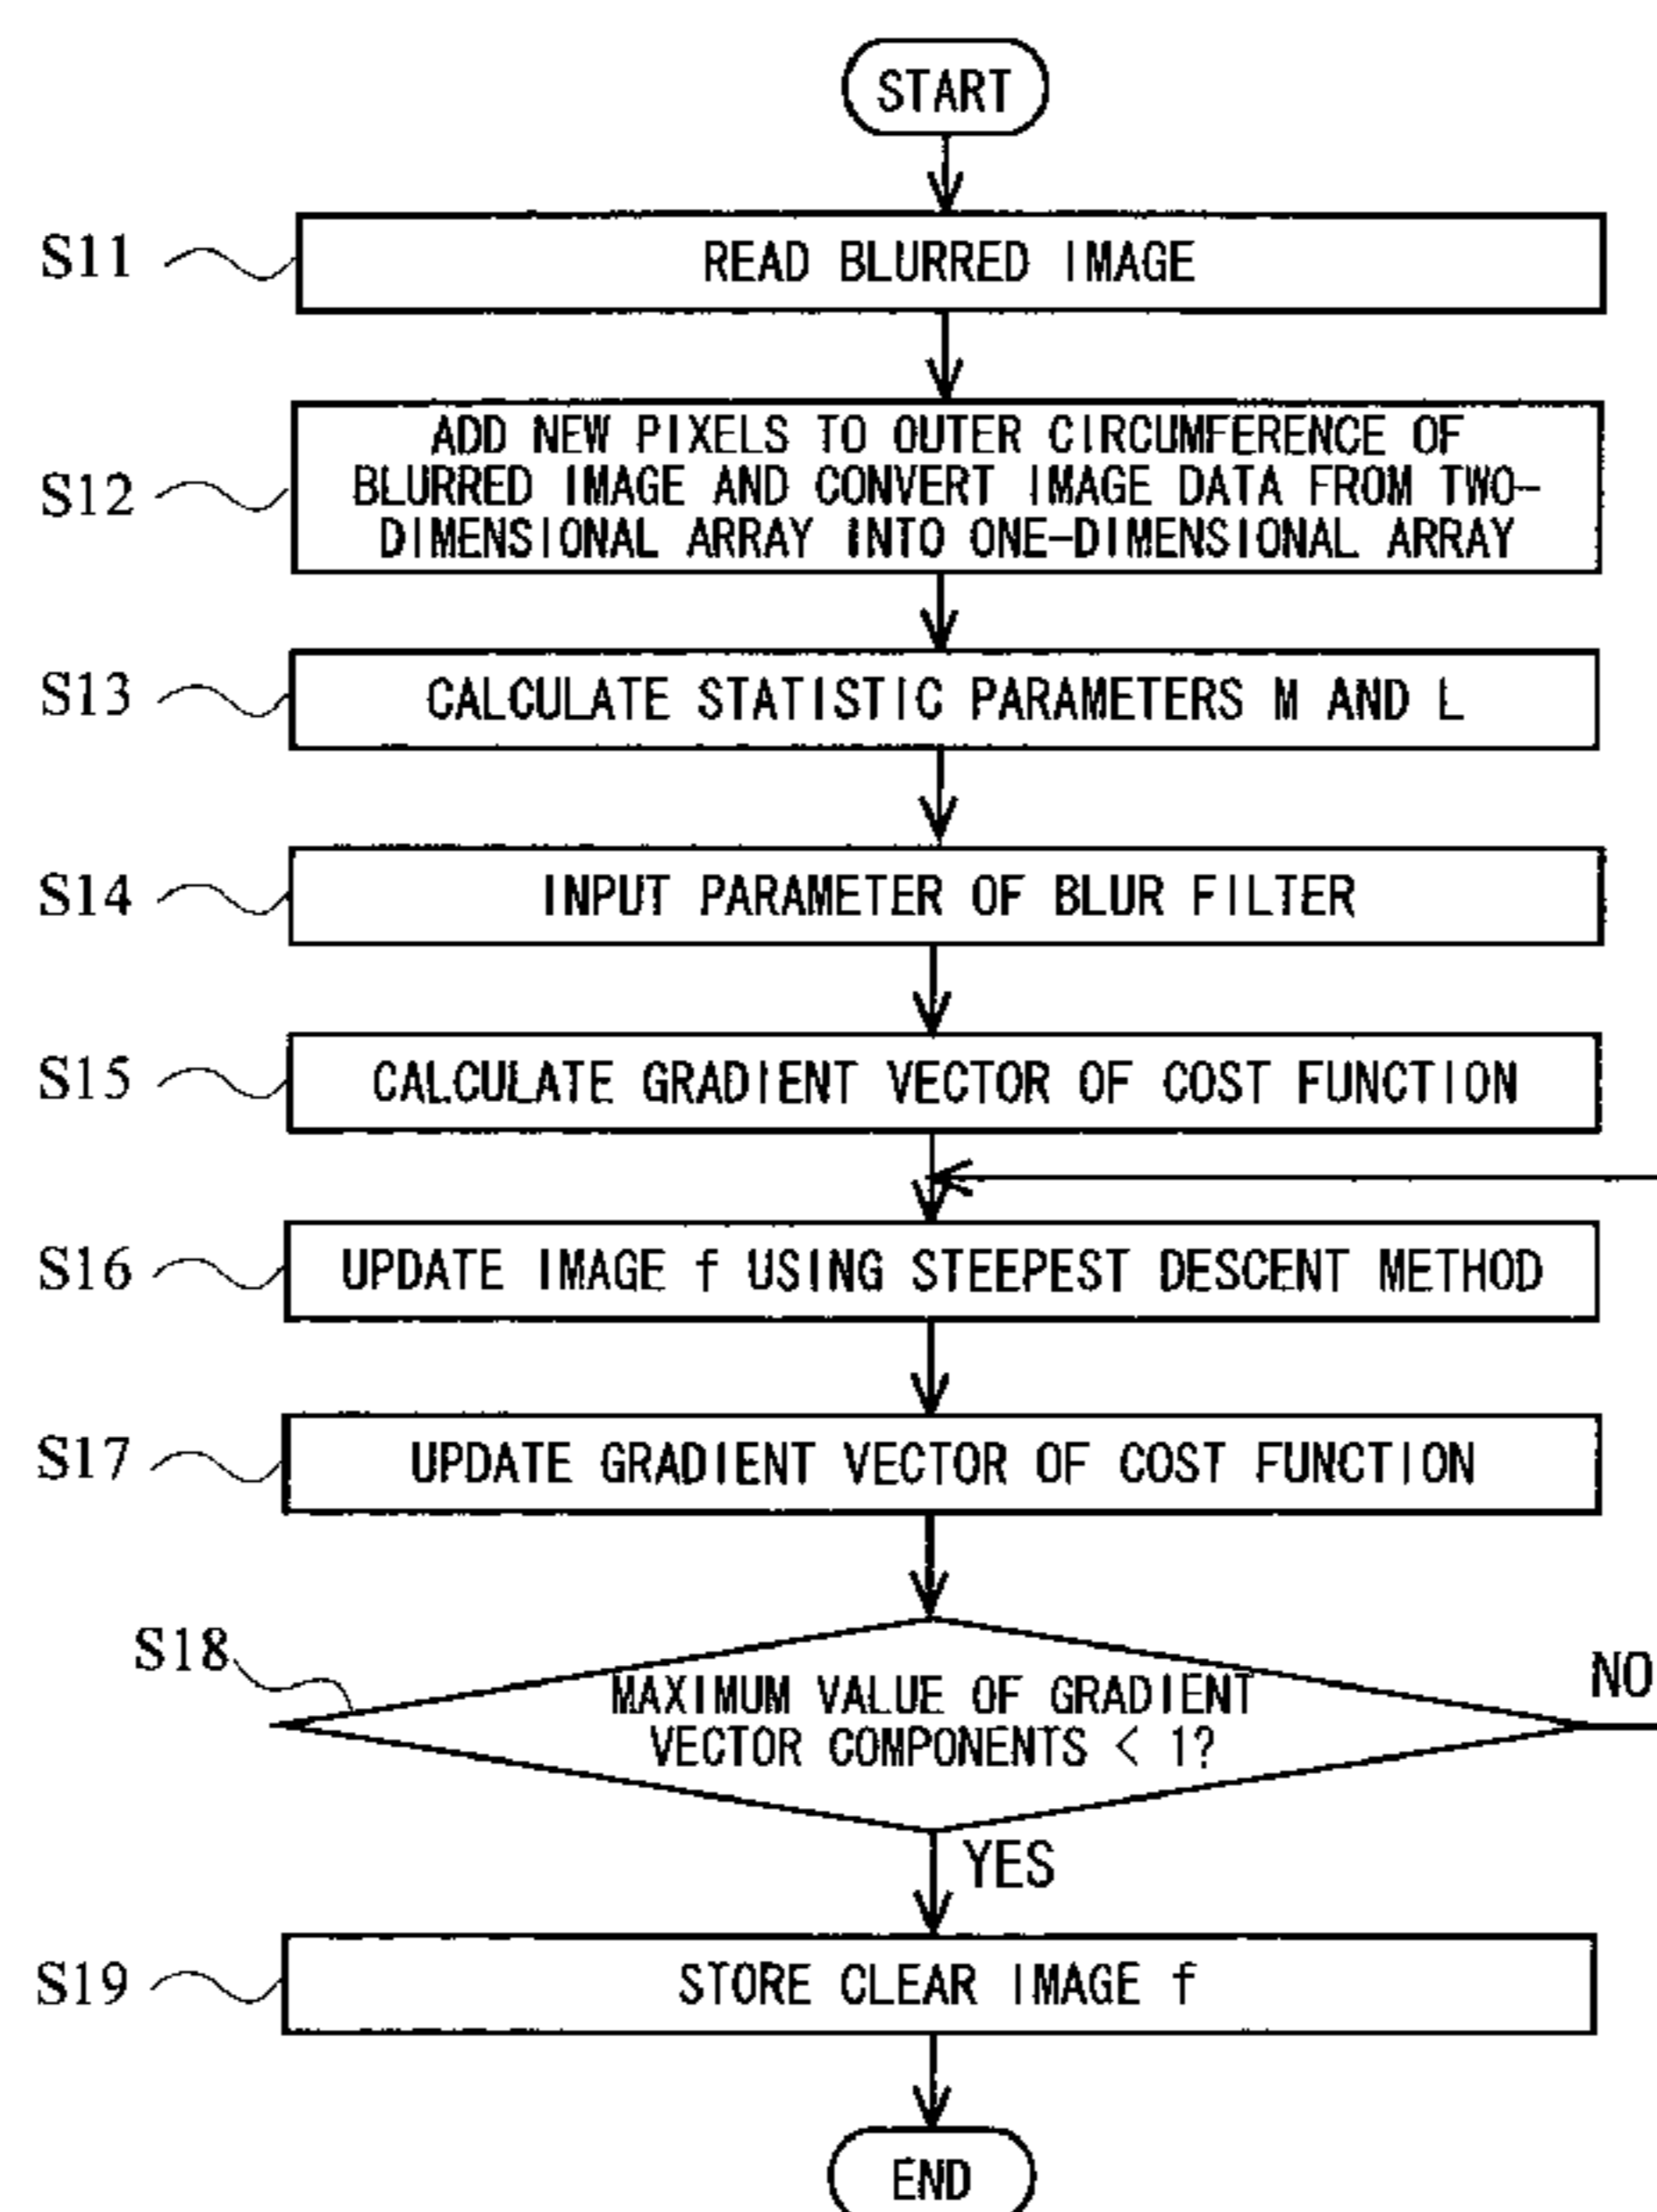 START
S11
READ BLURRED IMAGE
S12
ADD NEW PIXELS TO OUTER CIRCUMFERENCE OF
BLURRED IMAGE AND CONVERT IMAGE DATA FROM TWO-
DIMENSIONAL ARRAY INTO ONE-DIMENSIONAL ARRAY
S13
CALCULATE STATISTIC PARAMETERS M AND L
S14
INPUT PARAMETER OF BLUR FILTER
S15
CALCULATE GRADIENT VECTOR OF COST FUNCTION
S16
UPDATE IMAGE f USING STEEPEST DESCENT METHOD
S17
UPDATE GRADIENT VECTOR OF COST FUNCTION
S18
MAXIMUM VALUE OF GRADIENT
VECTOR COMPONENTS < 1?
NO
YES
S19
STORE CLEAR IMAGE f
END